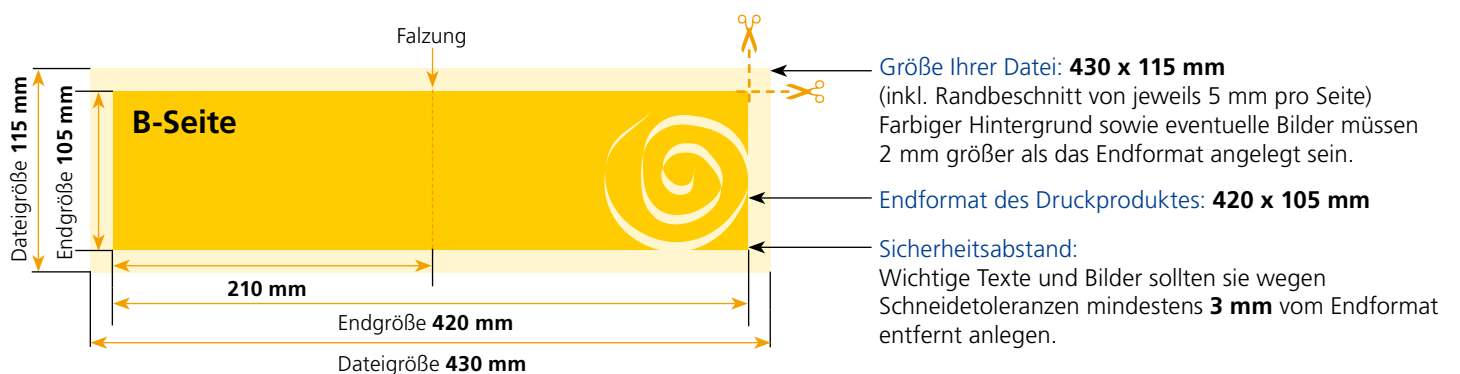 Falzung
Dateigröße 115 mm
Endgröße 105 mm
B-Seite
210 mm
Endgröße 420 mm
Dateigröße 430 mm
Größe Ihrer Datei: 430 x 115 mm
(inkl. Randbeschnitt von jeweils 5 mm pro Seite)
Farbiger Hintergrund sowie eventuelle Bilder müssen
2 mm größer als das Endformat angelegt sein.
Endformat des Druckproduktes: 420 x 105 mm
Sicherheitsabstand:
Wichtige Texte und Bilder sollten sie wegen
Schneidetoleranzen mindestens 3 mm vom Endformat
entfernt anlegen.